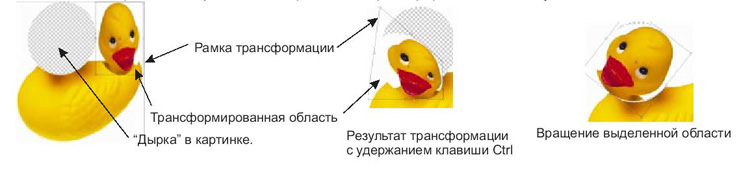 Рамка трансформации
Трансформированная область
“Дырка” в картинке.
Результат трансформации
с удержанием клавиши Ctrl
Вращение выделенной области